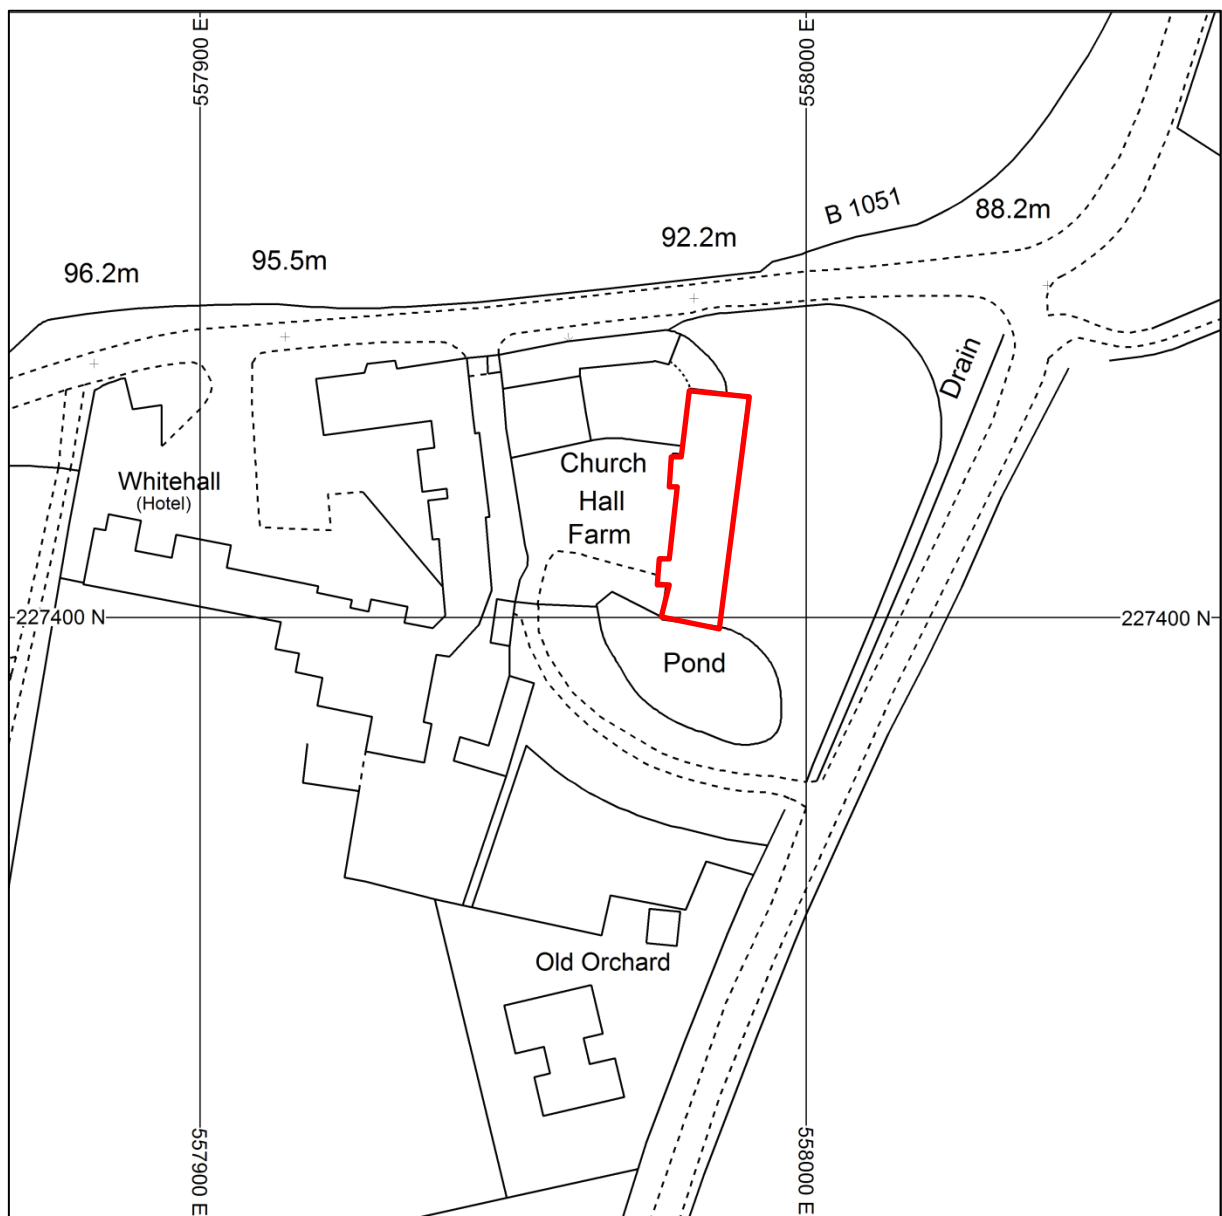 557900 E
558000 E
B 1051
88.2m
92.2m
95.5m
96.2m
Drain
Church
Hall
Farm
Whitehall
(Hotel)
227400 N
227400 N
Pond
Old Orchard
557900 E
558000 E